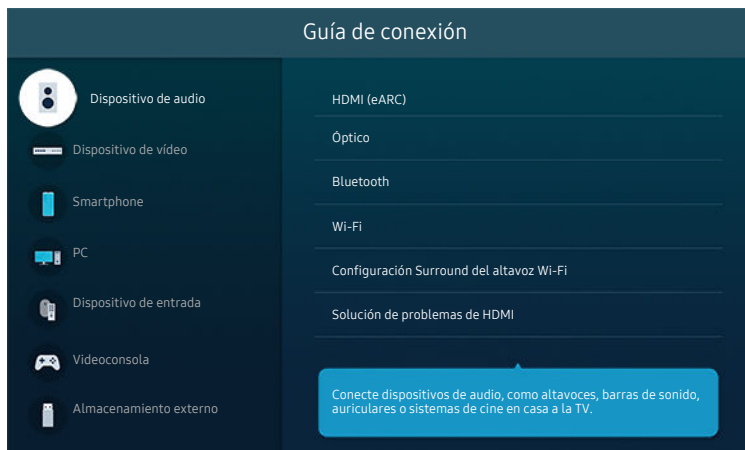 Guía de conexión
Dispositivo de audio
Dispositivo de vídeo
Smartphone
PC
Dispositivo de entrada
Videoconsola
Almacenamiento externo
HDMI (eARC)
Óptico
Bluetooth
Wi-Fi
Configuración Surround del altavoz Wi-Fi
Solución de problemas de HDMI
Conecte dispositivos de audio, como altavoces, barras de sonido,
auriculares o sistemas de cine en casa a la TV.